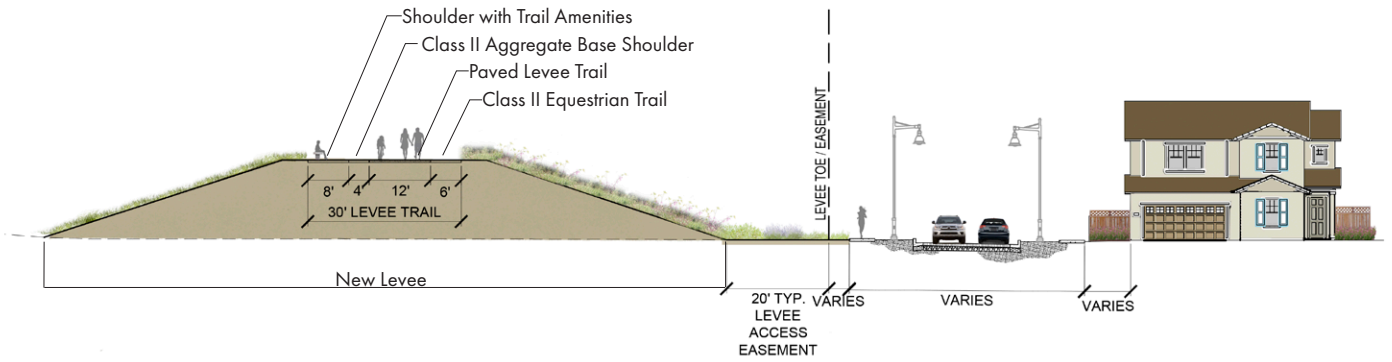 Shoulder with Trail Amenities
Class II Aggregate Base Shoulder
Paved Levee Trail
Class II Equestrian Trail
LEVEE TOE / EASEMENT
8' 4' 12' 6'
30' LEVEE TRAIL
New Levee
20' TYP.
LEVEE
ACCESS
EASEMENT
VARIES
VARIES
VARIES